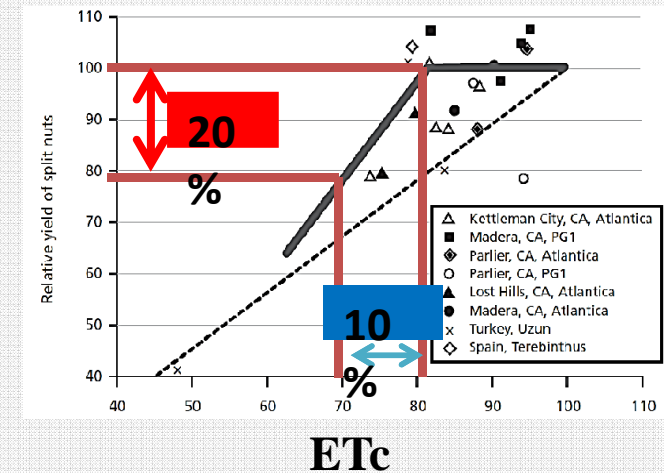 Relative yield of split nuts
110
100
90
80
70
60
50
40
20
%
10
%
Kettleman City, CA, Atlantica
Madera, CA, PG1
Parlier, CA, Atlantica
Parlier, CA, PG1
Lost Hills, CA, Atlantica
Madera, CA, Atlantica
Turkey, Uzun
Spain, Terebinthus
40 50 60 70 80 90 100 110
ETc